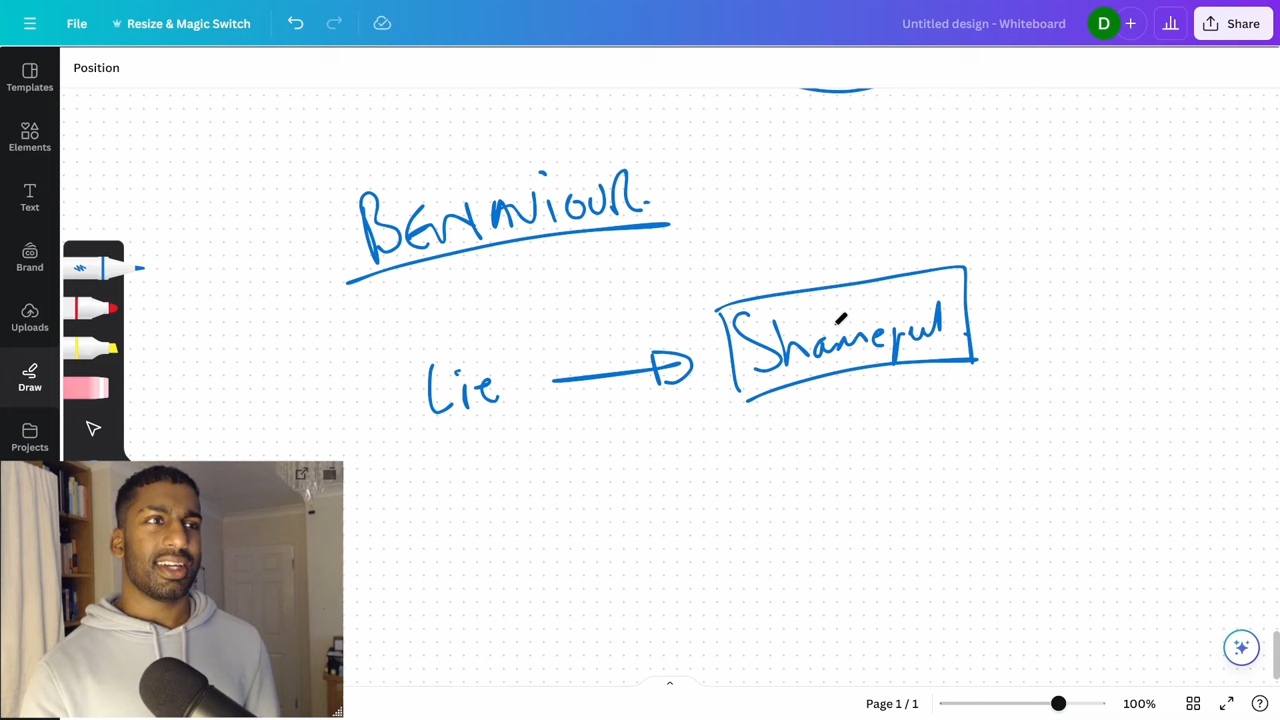 File
Resize & Magic Switch
Untitled design - Whiteboard
D
+
Share
Templates
Position
Elements
Text
Brand
Uploads
Draw
Projects
BEHAVIOUR.
Lie
Shameful
Page 1 / 1
100%
?